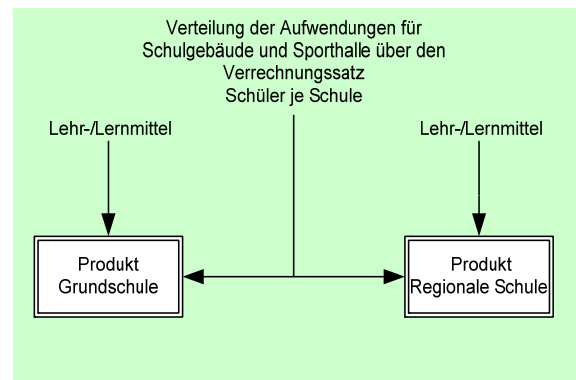 Verteilung der Aufwendungen für
Schulgebäude und Sporthalle über den
Verrechnungssatz
Schüler je Schule
Lehr-/Lernmittel
Lehr-/Lernmittel
Produkt
Grundschule
Produkt
Regionale Schule